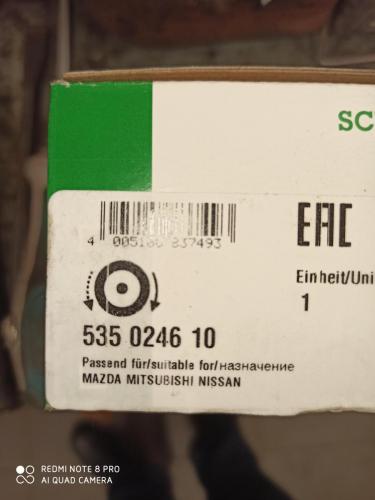 SC
EAC
4 005108 837493
Einheit/Uni
1
535 0246 10
Passend für/suitable for/назначение
MAZDA MITSUBISHI NISSAN
REDMI NOTE 8 PRO
AI QUAD CAMERA